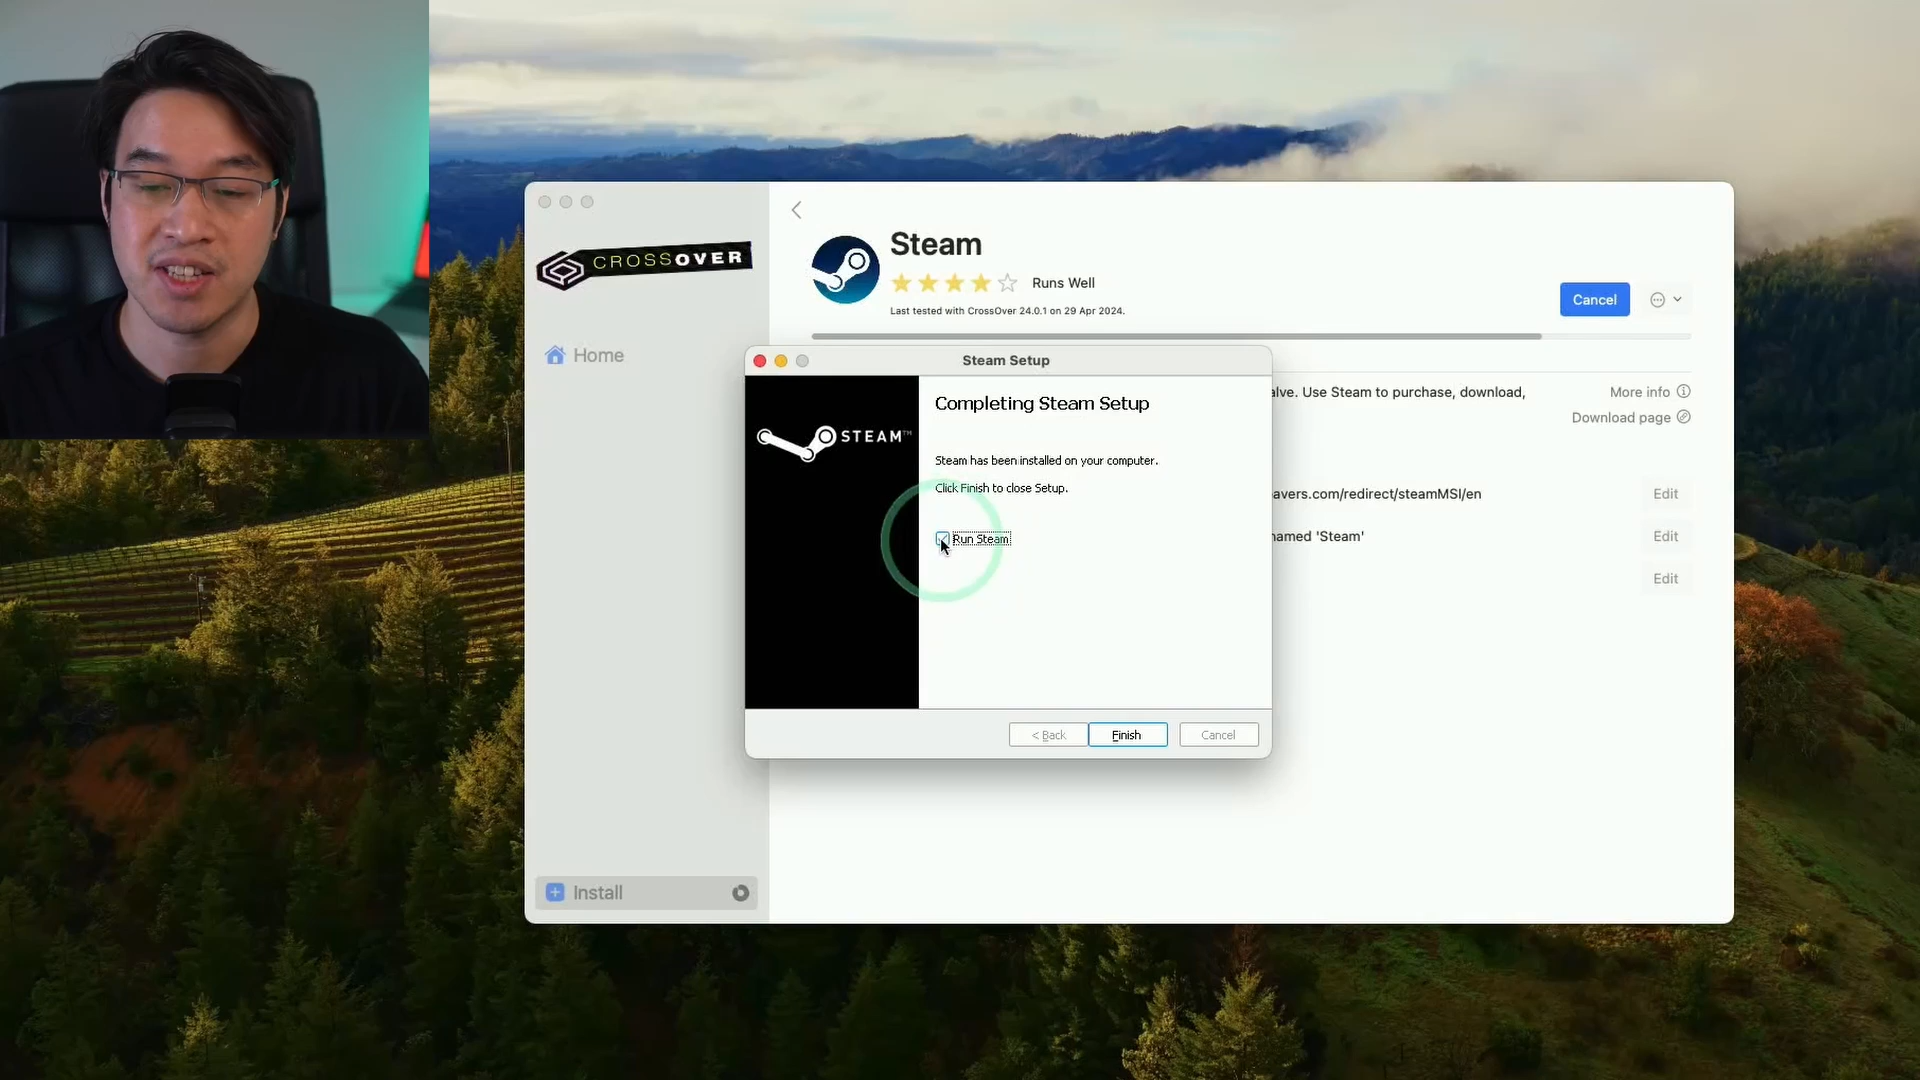 CROSSOVER
Home
Install
Steam
Runs Well
Last tested with CrossOver 24.0.1 on 29 Apr 2024.
Cancel
alve. Use Steam to purchase, download,
More info
Download page
avers.com/redirect/steamMSI/en
Edit
named 'Steam'
Edit
Edit
Steam Setup
STEAM™
Completing Steam Setup
Steam has been installed on your computer.
Click Finish to close Setup.
Run Steam
< Back
Finish
Cancel